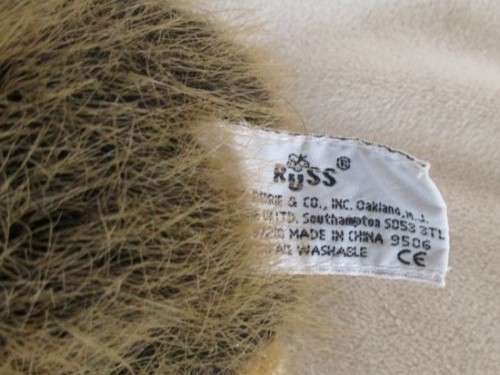 RUSS®
& CO., INC. Oakland, N.J.
LTD. Southampton SO53 3TL
MADE IN CHINA 9506
WASHABLE CE